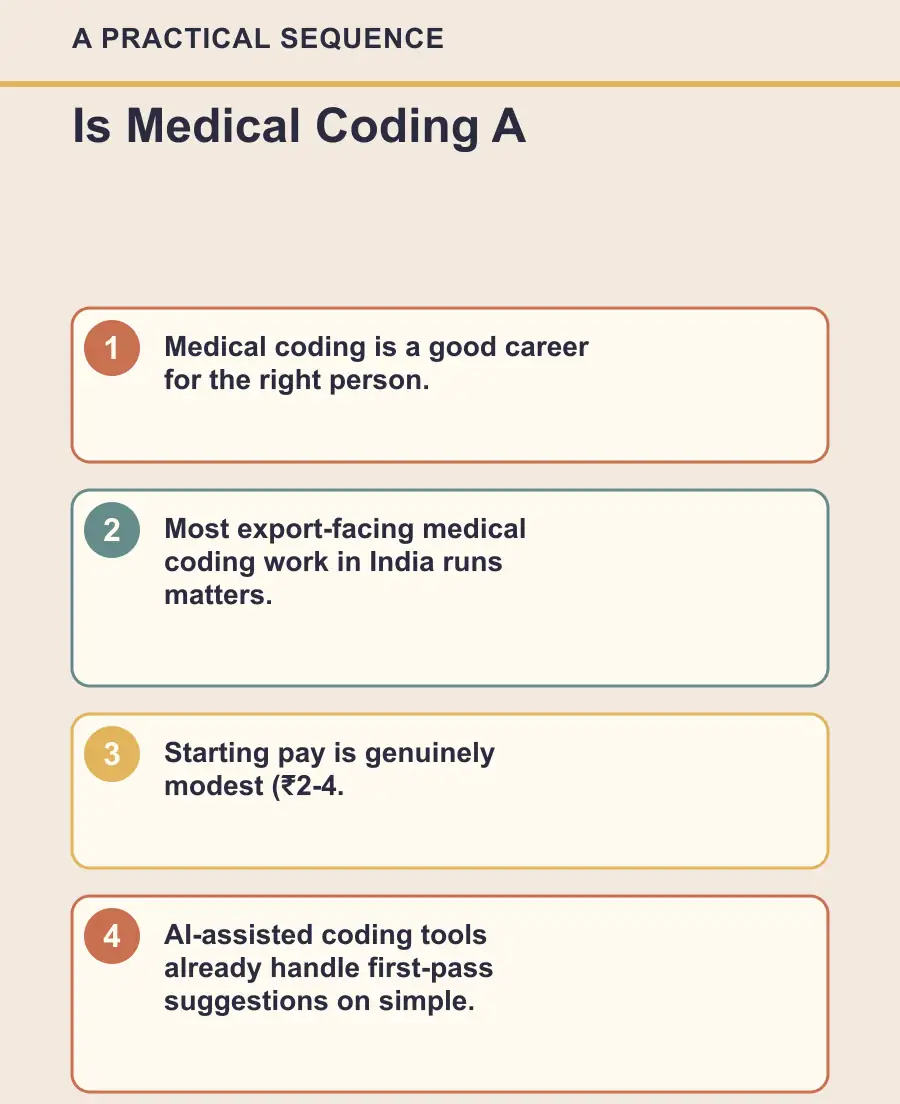 A PRACTICAL SEQUENCE
Is Medical Coding A
1
Medical coding is a good career
for the right person.
2
Most export-facing medical
coding work in India runs
matters.
3
Starting pay is genuinely
modest (₹2-4.
4
AI-assisted coding tools
already handle first-pass
suggestions on simple.